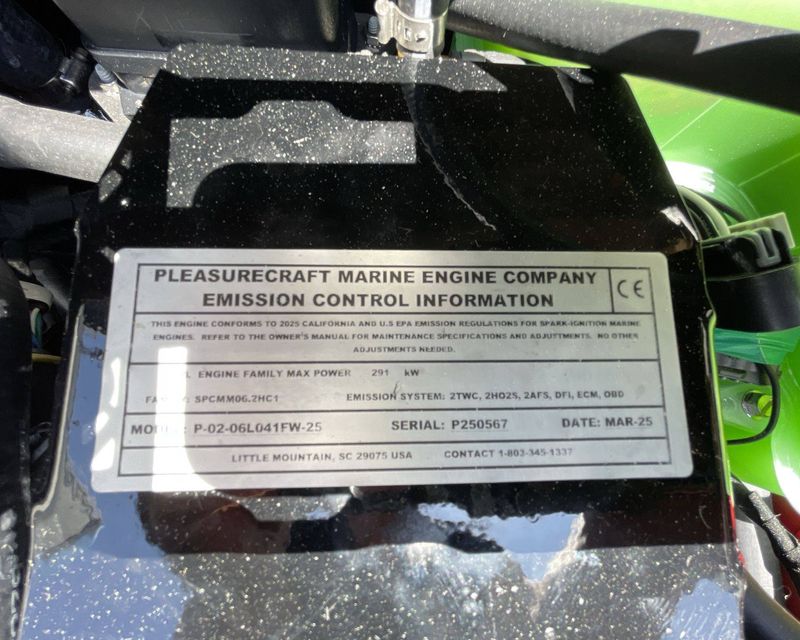 PLEASURECRAFT MARINE ENGINE COMPANY
EMISSION CONTROL INFORMATION
CE
THIS ENGINE CONFORMS TO 2025 CALIFORNIA AND U.S EPA EMISSION REGULATIONS FOR SPARK-IGNITION MARINE
ENGINES. REFER TO THE OWNER'S MANUAL FOR MAINTENANCE SPECIFICATIONS AND ADJUSTMENTS. NO OTHER
ADJUSTMENTS NEEDED.
ENGINE FAMILY MAX POWER 291 kW
SPCMM06.2HC1 EMISSION SYSTEM: 2TWC, 2HO2S, 2AFS, DFI, ECM, OBD
P-02-06L041FW-25 SERIAL: P250567 DATE: MAR-25
LITTLE MOUNTAIN, SC 29075 USA CONTACT 1-803-345-1337